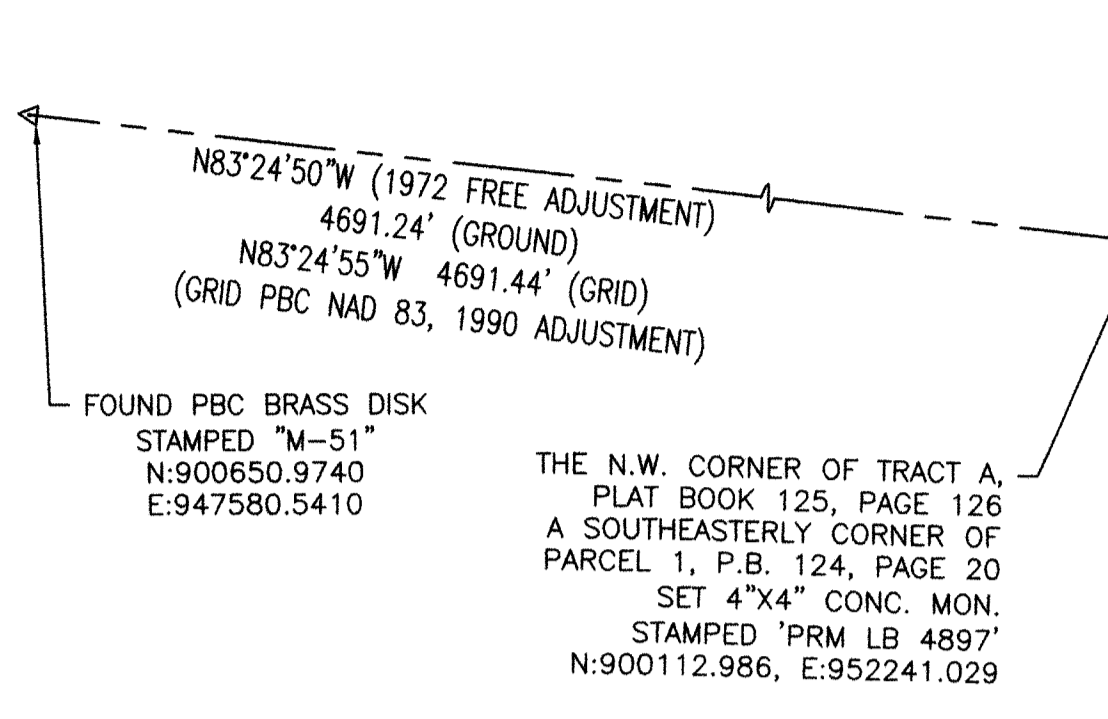 N83°24'50"W (1972 FREE ADJUSTMENT)
4691.24' (GROUND)
N83°24'55"W 4691.44' (GRID)
(GRID PBC NAD 83, 1990 ADJUSTMENT)
FOUND PBC BRASS DISK
STAMPED "M-51"
N:900650.9740
E:947580.5410
THE N.W. CORNER OF TRACT A,
PLAT BOOK 125, PAGE 126
A SOUTHEASTERLY CORNER OF
PARCEL 1, P.B. 124, PAGE 20
SET 4"X4" CONC. MON.
STAMPED 'PRM LB 4897'
N:900112.986, E:952241.029